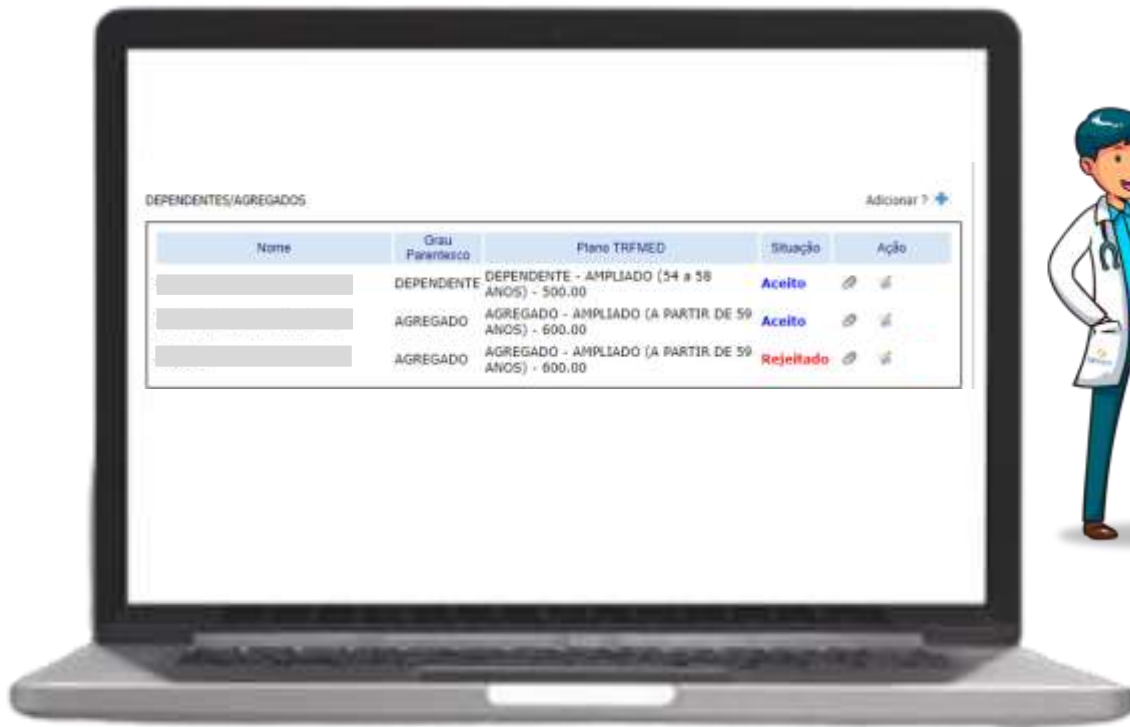 DEPENDENTES/AGREGADOS
Adicionar ?
Nome
Grau
Parentesco
Plano TRFMED
Situação
Ação
DEPENDENTE
DEPENDENTE - AMPLIADO (54 a 58
ANOS) - 500.00
Aceito
AGREGADO
AGREGADO - AMPLIADO (A PARTIR DE 59
ANOS) - 600.00
Aceito
AGREGADO
AGREGADO - AMPLIADO (A PARTIR DE 59
ANOS) - 600.00
Rejeitado